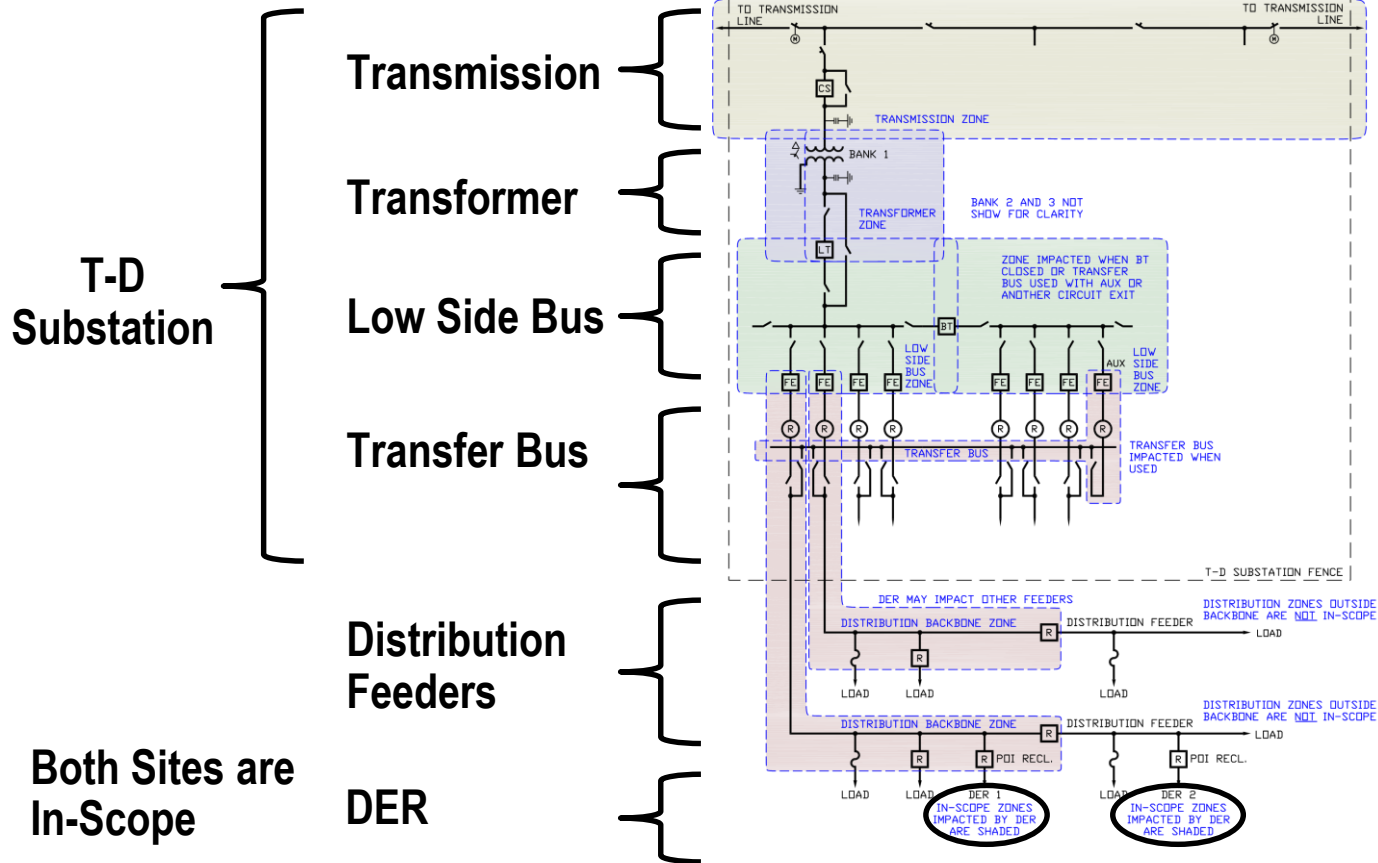 T-D
Substation
Both Sites are
In-Scope
Transmission
Transformer
Low Side Bus
Transfer Bus
Distribution
Feeders
DER
TO TRANSMISSION
LINE
TO TRANSMISSION
LINE
M
M
CS
TRANSMISSION ZONE
BANK 1
TRANSFORMER
ZONE
BANK 2 AND 3 NOT
SHOW FOR CLARITY
LT
ZONE IMPACTED WHEN BT
CLOSED OR TRANSFER
BUS USED WITH AUX OR
ANOTHER CIRCUIT EXIT
BT
LOW
SIDE
BUS
ZONE
AUX
LOW
SIDE
BUS
ZONE
FE FE FE FE FE FE FE FE
R R R R R R R R
TRANSFER BUS
TRANSFER BUS
IMPACTED WHEN
USED
T-D SUBSTATION FENCE
DER MAY IMPACT OTHER FEEDERS
DISTRIBUTION ZONES OUTSIDE
BACKBONE ARE NOT IN-SCOPE
DISTRIBUTION BACKBONE ZONE
R
DISTRIBUTION FEEDER
LOAD
R
LOAD
LOAD
LOAD
DISTRIBUTION ZONES OUTSIDE
BACKBONE ARE NOT IN-SCOPE
DISTRIBUTION BACKBONE ZONE
R
DISTRIBUTION FEEDER
LOAD
R
R POI RECL.
R POI RECL.
LOAD
LOAD
DER 1
IN-SCOPE ZONES
IMPACTED BY DER
ARE SHADED
LOAD
DER 2
IN-SCOPE ZONES
IMPACTED BY DER
ARE SHADED